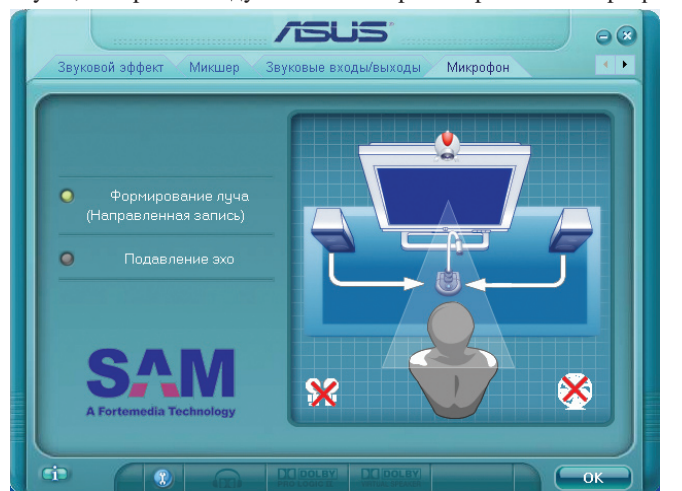 ASUS
Звуковой эффект Микшер Звуковые входы/выходы Микрофон
Формирование луча
(Направленная запись)
Подавление эхо
SAM
A Fortemedia Technology
DOLBY DOLBY
OK